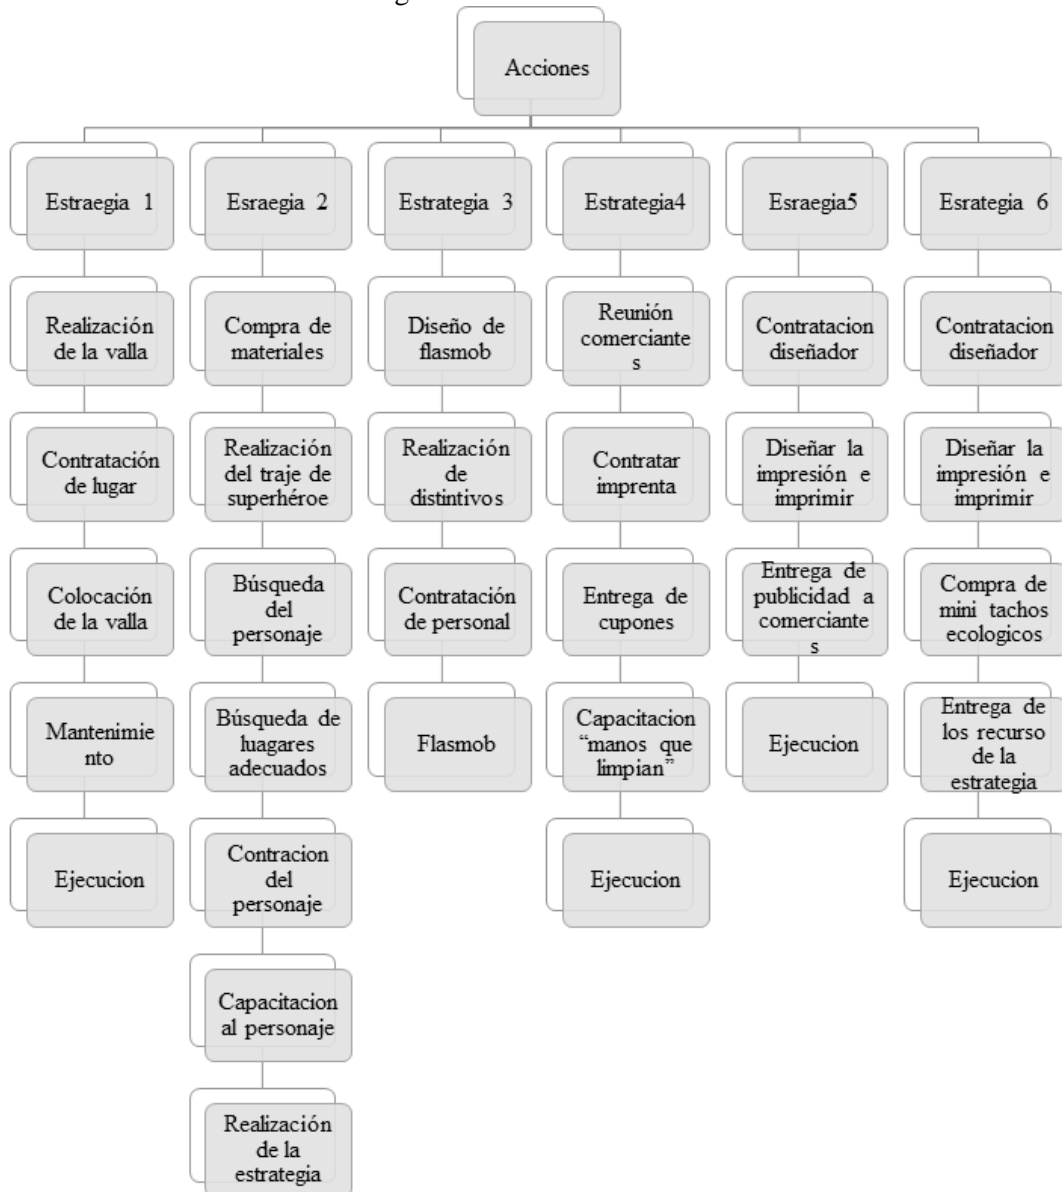 g
Acciones
Estraegia 1
Esraegia 2
Estrategia 3
Estrategia4
Esraegia5
Esrategia 6
Realización
de la valla
Compra de
materiales
Diseño de
flasmob
Reunión
comerciante
s
Contratacion
diseñador
Contratacion
diseñador
Contratación
de lugar
Realización
del traje de
superhéroe
Realización
de
distintivos
Contratar
imprenta
Diseñar la
impresión e
imprimir
Diseñar la
impresión e
imprimir
Colocación
de la valla
Búsqueda
del
personaje
Contratación
de personal
Entrega de
cupones
Entrega de
publicidad a
comerciante
s
Compra de
mini tachos
ecologicos
Mantenimie
nto
Búsqueda de
luagares
adecuados
Flasmob
Capacitacion
“manos que
limpian”
Ejecucion
Entrega de
los recurso
de la
estrategia
Ejecucion
Contracion
del
personaje
Ejecucion
Ejecucion
Capacitacion
al personaje
Realización
de la
estrategia